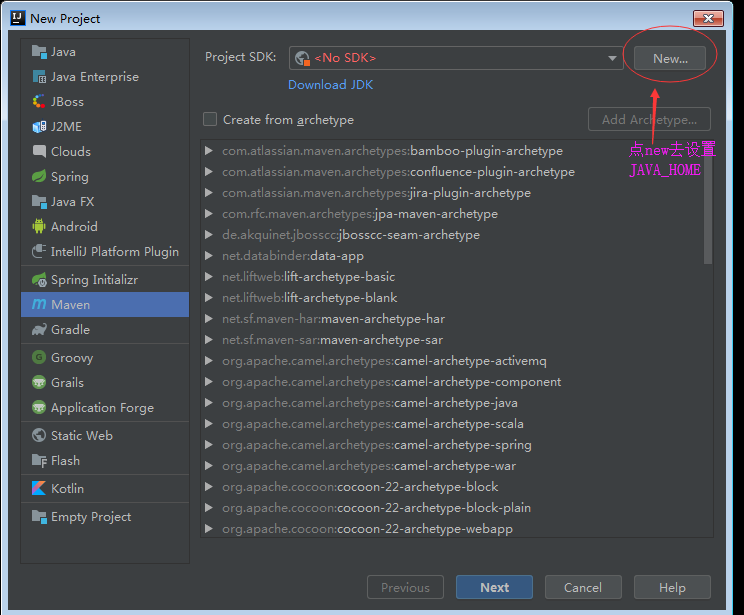 New Project
Java
Java Enterprise
JBoss
J2ME
Clouds
Spring
Java FX
Android
IntelliJ Platform Plugin
Spring Initializr
Maven
Gradle
Groovy
Grails
Application Forge
Static Web
Flash
Kotlin
Empty Project
Project SDK: <No SDK> New...
Download JDK
Create from archetype Add Archetype...
点new去设置
JAVA_HOME
com.atlassian.maven.archetypes:bamboo-plugin-archetype
com.atlassian.maven.archetypes:confluence-plugin-archetype
com.atlassian.maven.archetypes:jira-plugin-archetype
com.rfc.maven.archetypes:jpa-maven-archetype
de.akquinet.jbosscc:jbosscc-seam-archetype
net.databinder:data-app
net.liftweb:lift-archetype-basic
net.liftweb:lift-archetype-blank
net.sf.maven-har:maven-archetype-har
net.sf.maven-sar:maven-archetype-sar
org.apache.camel.archetypes:camel-archetype-activemq
org.apache.camel.archetypes:camel-archetype-component
org.apache.camel.archetypes:camel-archetype-java
org.apache.camel.archetypes:camel-archetype-scala
org.apache.camel.archetypes:camel-archetype-spring
org.apache.camel.archetypes:camel-archetype-war
org.apache.cocoon:cocoon-22-archetype-block
org.apache.cocoon:cocoon-22-archetype-block-plain
org.apache.cocoon:cocoon-22-archetype-webapp
Previous Next Cancel Help